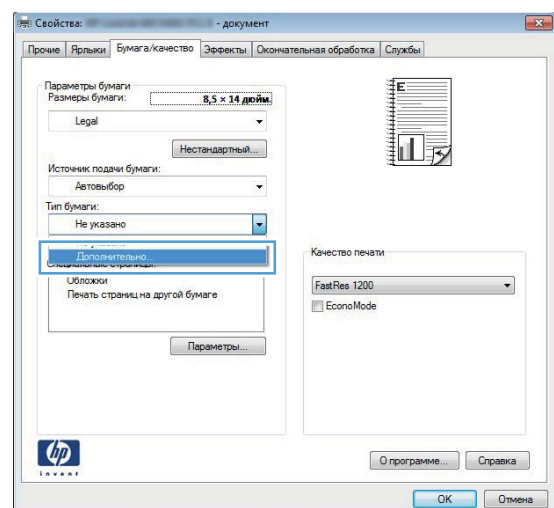 Свойства: - документ
Прочие Ярлыки Бумага/качество Эффекты Окончательная обработка Службы
Параметры бумаги
Размеры бумаги: 8,5 × 14 дюйм.
Legal
Нестандартный...
Источник подачи бумаги:
Автовыбор
Тип бумаги:
Не указано
Дополнительно...
Обложки
Печать страниц на другой бумаге
Параметры...
E
Качество печати
FastRes 1200
EconoMode
hp
invent
О программе... Справка
OK Отмена